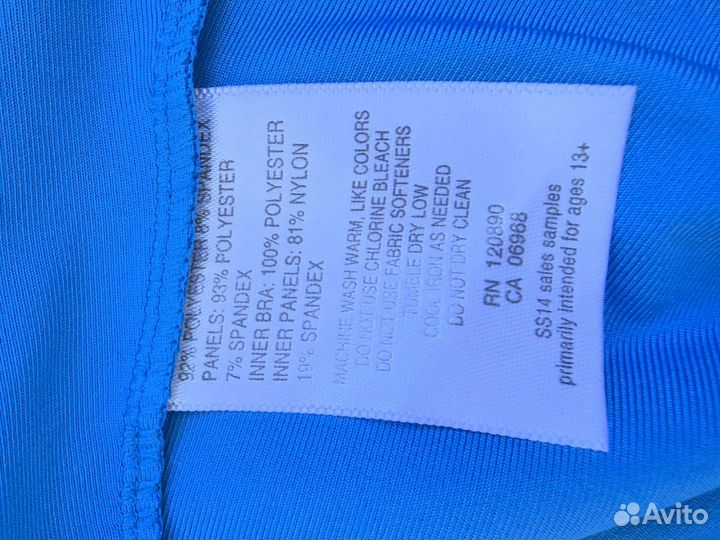 92% POLYESTER 8% SPANDEX
PANELS: 93% POLYESTER
7% SPANDEX
INNER BRA: 100% POLYESTER
INNER PANELS: 81% NYLON
19% SPANDEX
MACHINE WASH WARM, LIKE COLORS
DO NOT USE CHLORINE BLEACH
DO NOT USE FABRIC SOFTENERS
TUMBLE DRY LOW
COOL IRON AS NEEDED
DO NOT DRY CLEAN
RN 120890
CA 06968
SS14 sales samples
primarily intended for ages 13+
Avito